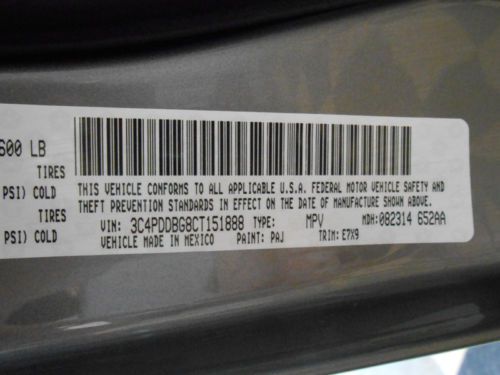 600 LB
TIRES
PSI) COLD
TIRES
PSI) COLD
THIS VEHICLE CONFORMS TO ALL APPLICABLE U.S.A. FEDERAL MOTOR VEHICLE SAFETY AND
THEFT PREVENTION STANDARDS IN EFFECT ON THE DATE OF MANUFACTURE SHOWN ABOVE.
VIN: 3C4PDDBG8CT151888 TYPE: MPV MDH: 082314 652AA
VEHICLE MADE IN MEXICO PAINT: PAJ TRIM: E7X9